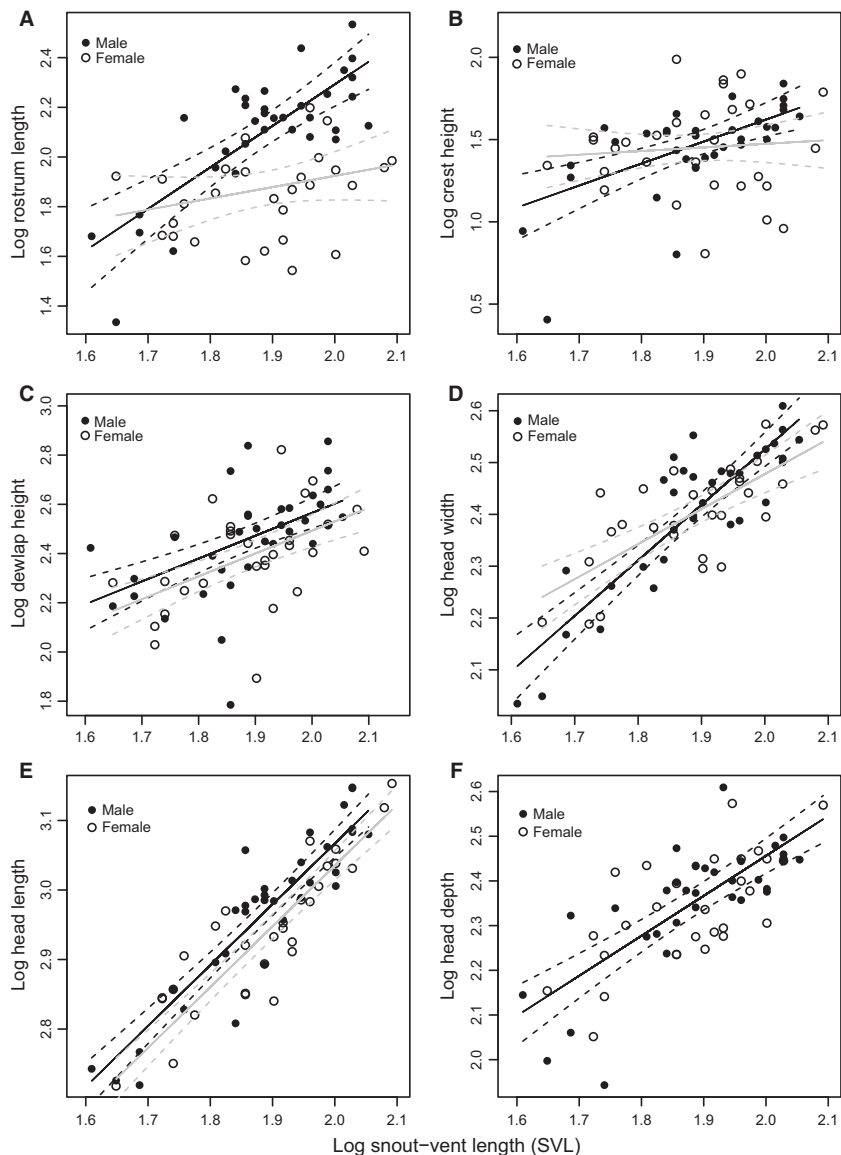 A
Male
Female
Log rostrum length
1.4 1.6 1.8 2.0 2.2 2.4
1.6 1.7 1.8 1.9 2.0 2.1
B
Male
Female
Log crest height
0.5 1.0 1.5 2.0
1.6 1.7 1.8 1.9 2.0 2.1
C
Male
Female
Log dewlap height
1.8 2.0 2.2 2.4 2.6 2.8 3.0
1.6 1.7 1.8 1.9 2.0 2.1
D
Male
Female
Log head width
2.1 2.2 2.3 2.4 2.5 2.6
1.6 1.7 1.8 1.9 2.0 2.1
E
Male
Female
Log head length
2.8 2.9 3.0 3.1
1.6 1.7 1.8 1.9 2.0 2.1
F
Male
Female
Log head depth
2.0 2.1 2.2 2.3 2.4 2.5 2.6
1.6 1.7 1.8 1.9 2.0 2.1
Log snout−vent length (SVL)